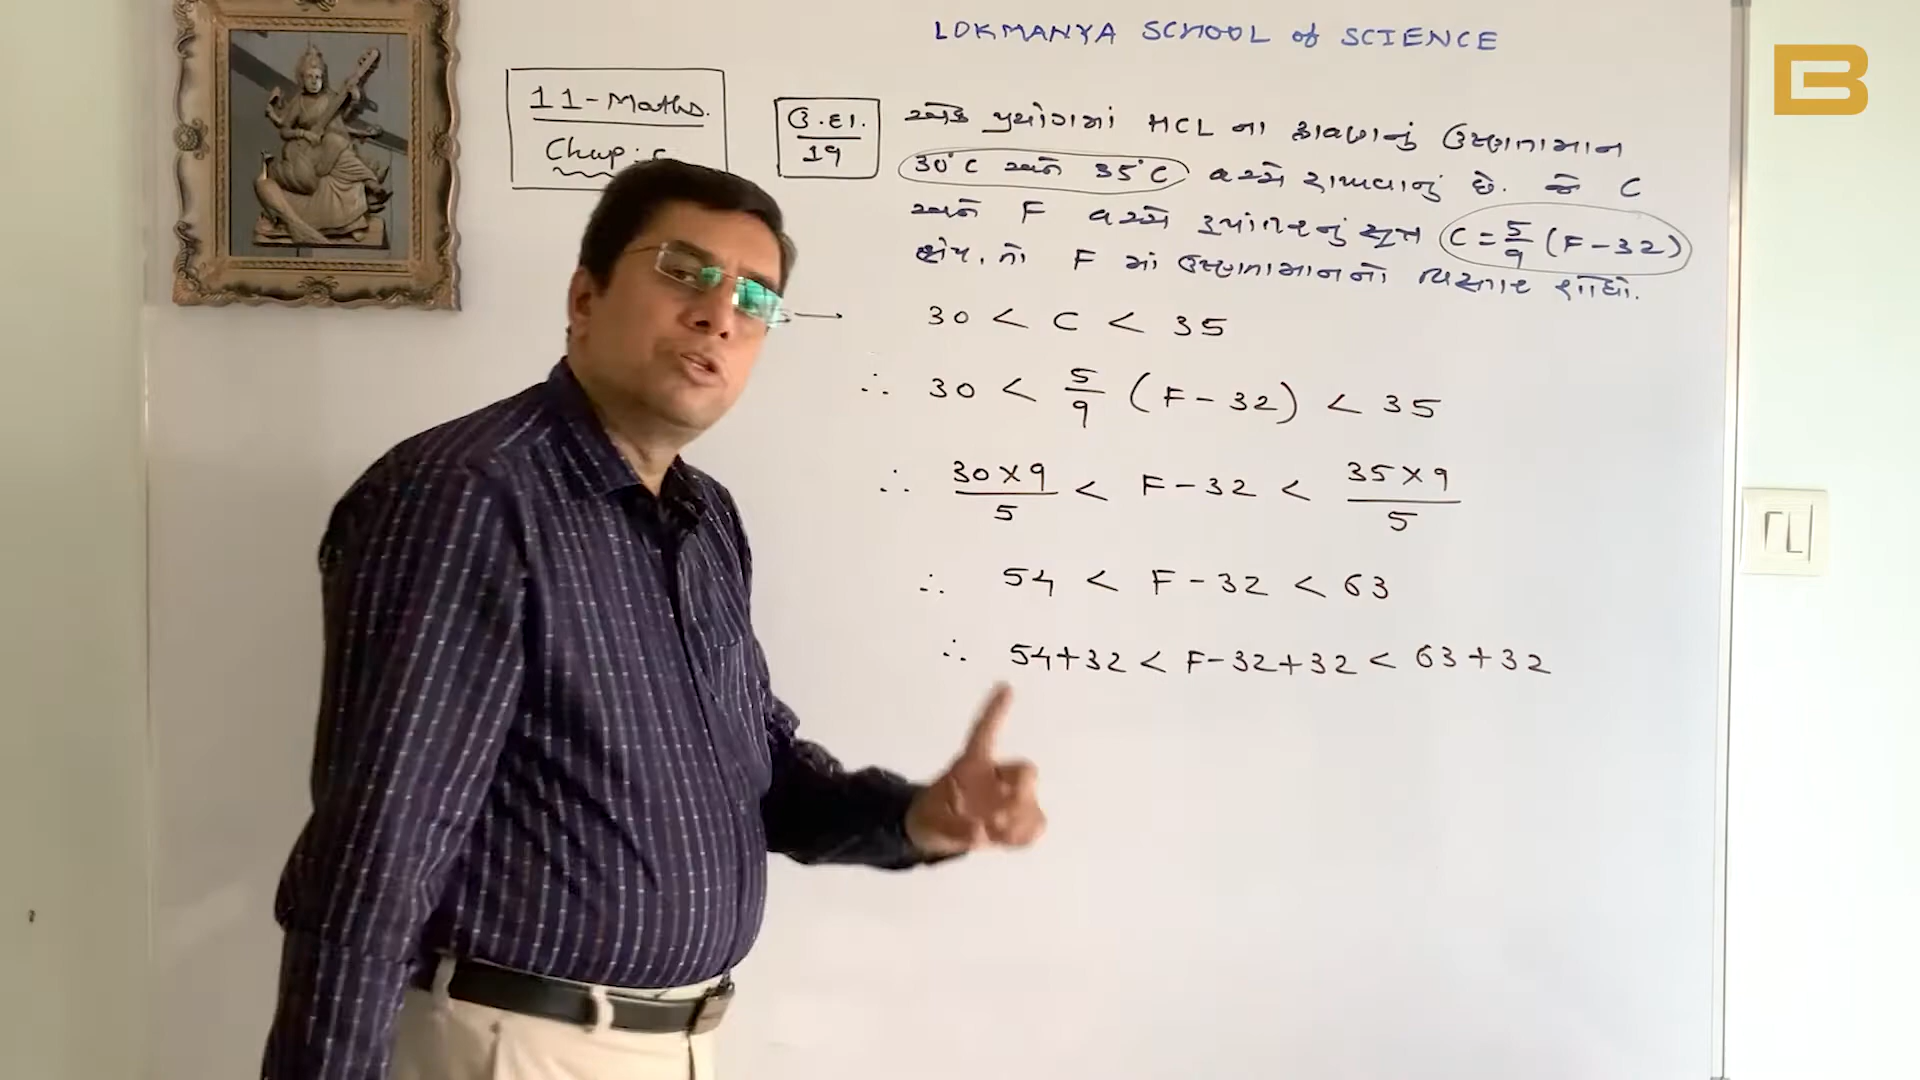 LOKMANYA SCHOOL of SCIENCE
11-Maths.
Chap:
ઉ.દા.
19
એક પ્રયોગમાં HCL ના દ્રાવણનું ઉષ્ણતામાન
30°C અને 35°C વચ્ચે રાખવાનું છે. જો C
અને F વચ્ચે રૂપાંતરનું સૂત્ર C = 5/9 (F - 32)
હોય, તો F માં ઉષ્ણતામાનનો વિસ્તાર શોધો.
→ 30 < C < 35
∴ 30 < 5/9 (F - 32) < 35
∴ 30×9/5 < F - 32 < 35×9/5
∴ 54 < F - 32 < 63
∴ 54+32 < F-32+32 < 63+32